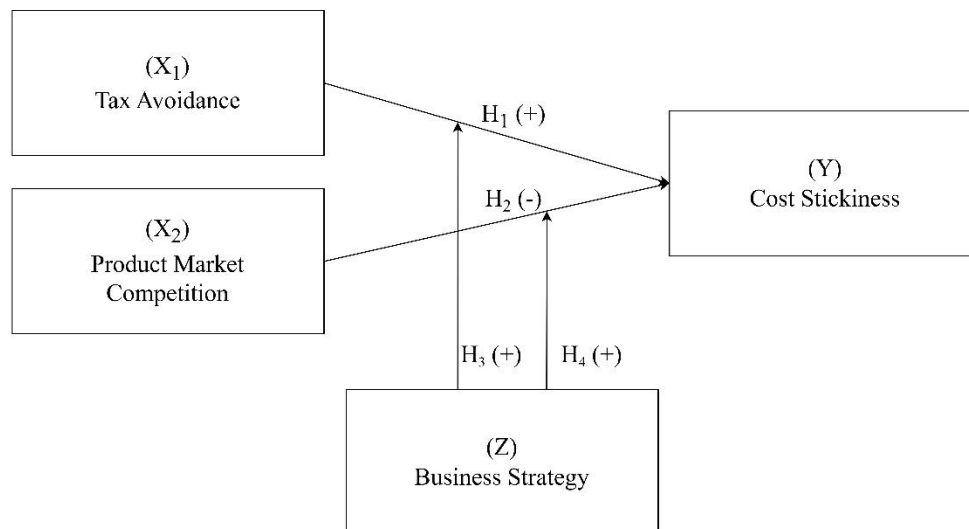 (X₁)
Tax Avoidance
H₁ (+)
(Y)
Cost Stickiness
H₂ (-)
(X₂)
Product Market
Competition
H₃ (+)
H₄ (+)
(Z)
Business Strategy